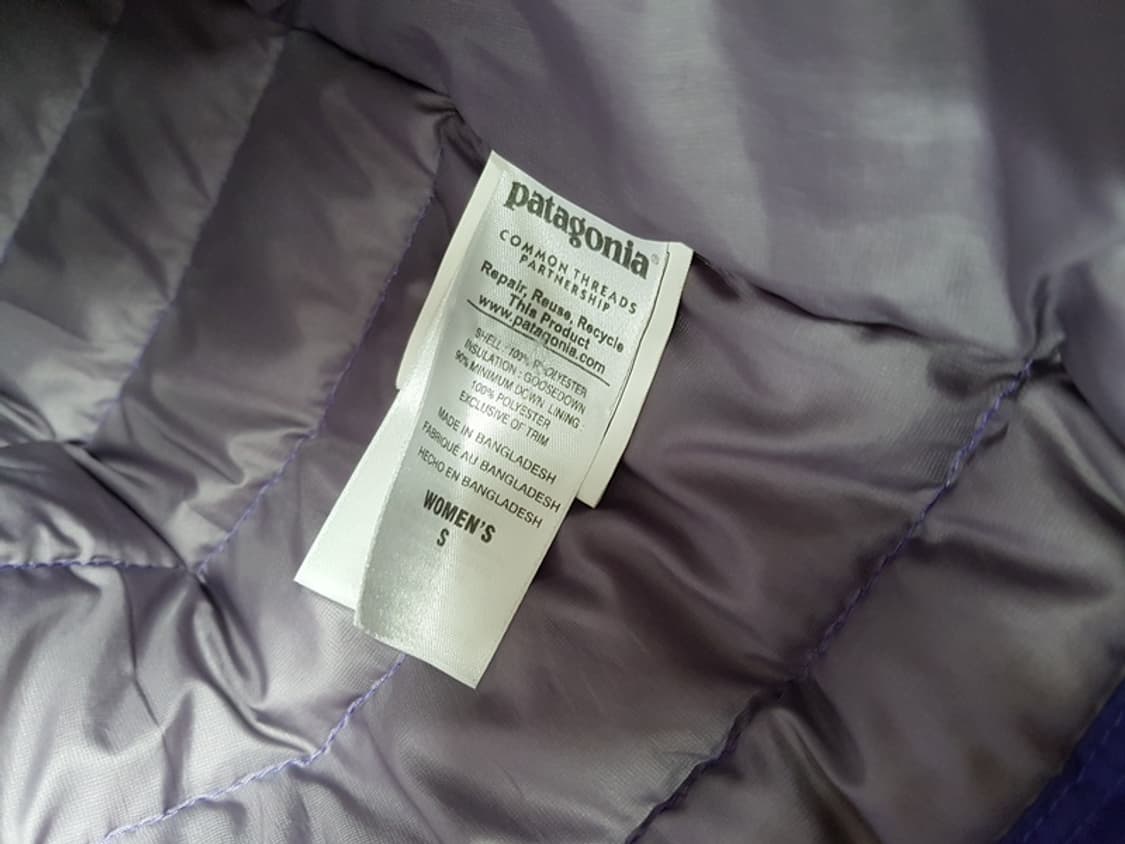 patagonia®
COMMON THREADS
PARTNERSHIP
Repair, Reuse, Recycle
This Product
www.patagonia.com
SHELL : 100% POLYESTER
INSULATION : GOOSEDOWN
90% MINIMUM DOWN LINING :
100% POLYESTER
EXCLUSIVE OF TRIM
MADE IN BANGLADESH
FABRIQUÉ AU BANGLADESH
HECHO EN BANGLADESH
WOMEN'S
S